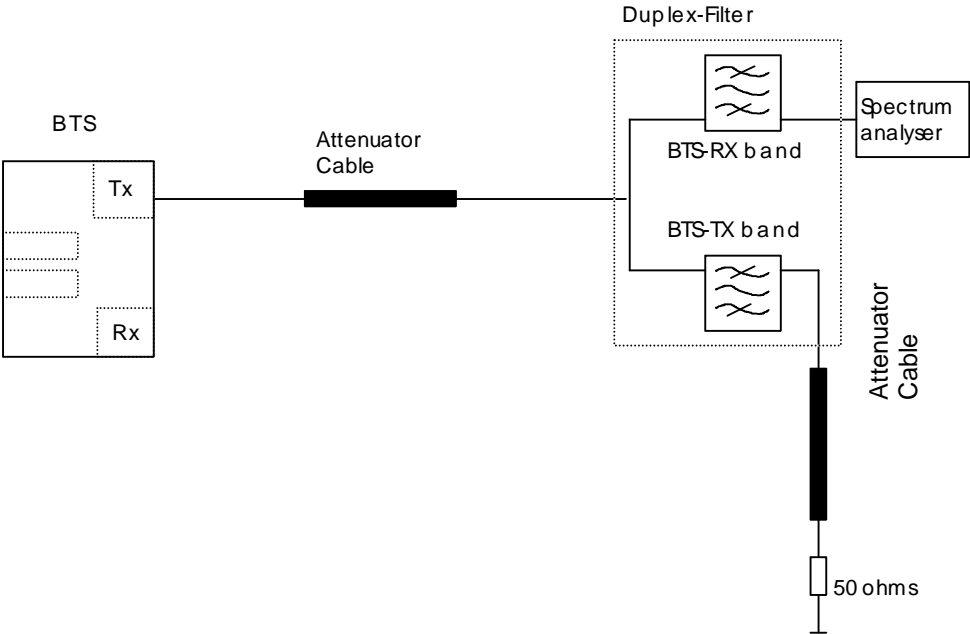 Duplex-Filter
BTS
Attenuator
Cable
Spectrum
analyser
BTS-RX band
Tx
BTS-TX band
Rx
Attenuator
Cable
50 ohms